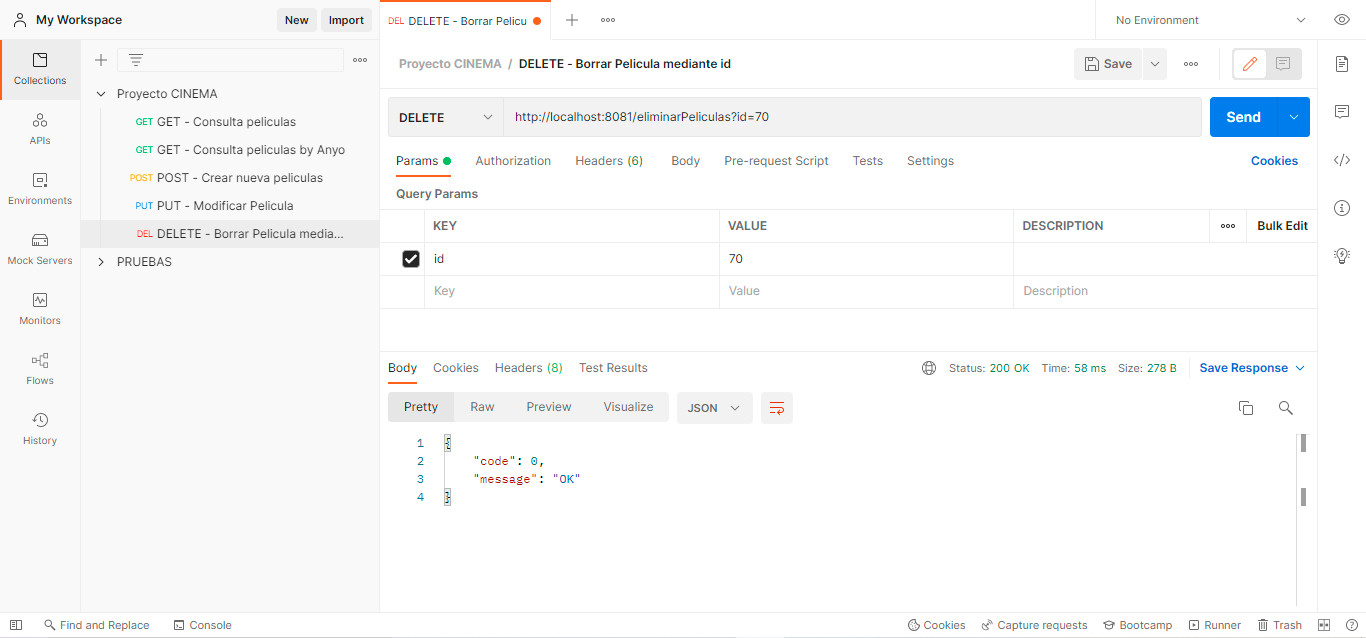 My Workspace
New
Import
DEL DELETE - Borrar Pelicu
No Environment
Collections
APIs
Environments
Mock Servers
Monitors
Flows
History
Proyecto CINEMA
GET GET - Consulta peliculas
GET GET - Consulta peliculas by Anyo
POST POST - Crear nueva peliculas
PUT PUT - Modificar Pelicula
DEL DELETE - Borrar Pelicula media...
PRUEBAS
Proyecto CINEMA / DELETE - Borrar Pelicula mediante id
Save
DELETE
http://localhost:8081/eliminarPeliculas?id=70
Send
Params Authorization Headers (6) Body Pre-request Script Tests Settings
Cookies
Query Params
KEY VALUE DESCRIPTION Bulk Edit
id 70
Key Value Description
Body Cookies Headers (8) Test Results
Status: 200 OK Time: 58 ms Size: 278 B Save Response
Pretty Raw Preview Visualize JSON
1 {
2 "code": 0,
3 "message": "OK"
4 }
Find and Replace Console
Cookies Capture requests Bootcamp Runner Trash